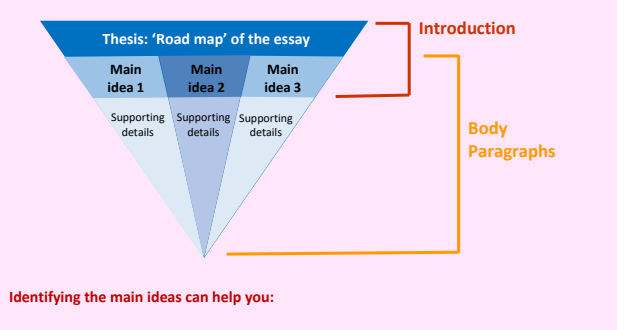 Thesis: ‘Road map’ of the essay
Introduction
Main
idea 1
Main
idea 2
Main
idea 3
Supporting
details
Supporting
details
Supporting
details
Body
Paragraphs
Identifying the main ideas can help you: